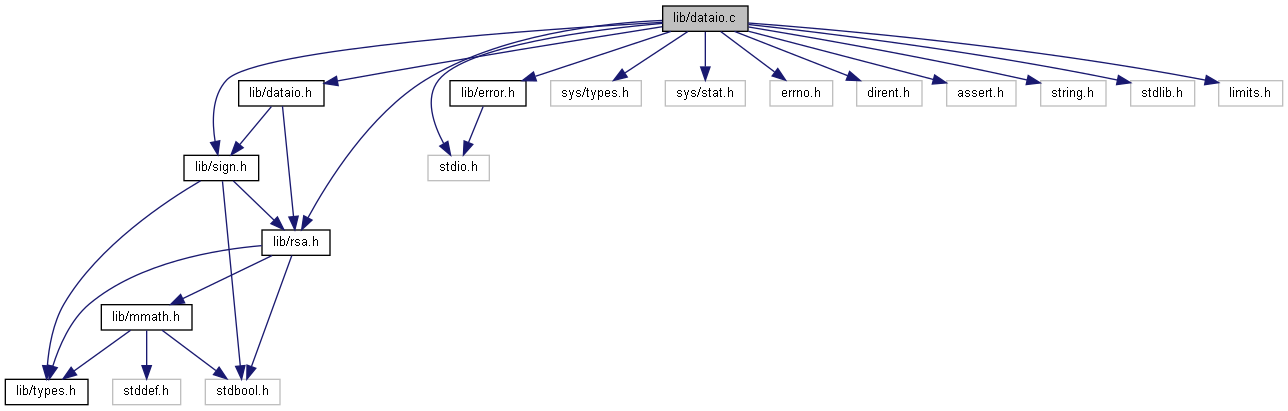 lib/dataio.c
lib/dataio.h
lib/error.h
sys/types.h
sys/stat.h
errno.h
dirent.h
assert.h
string.h
stdlib.h
limits.h
lib/sign.h
stdio.h
lib/rsa.h
lib/mmath.h
lib/types.h
stddef.h
stdbool.h